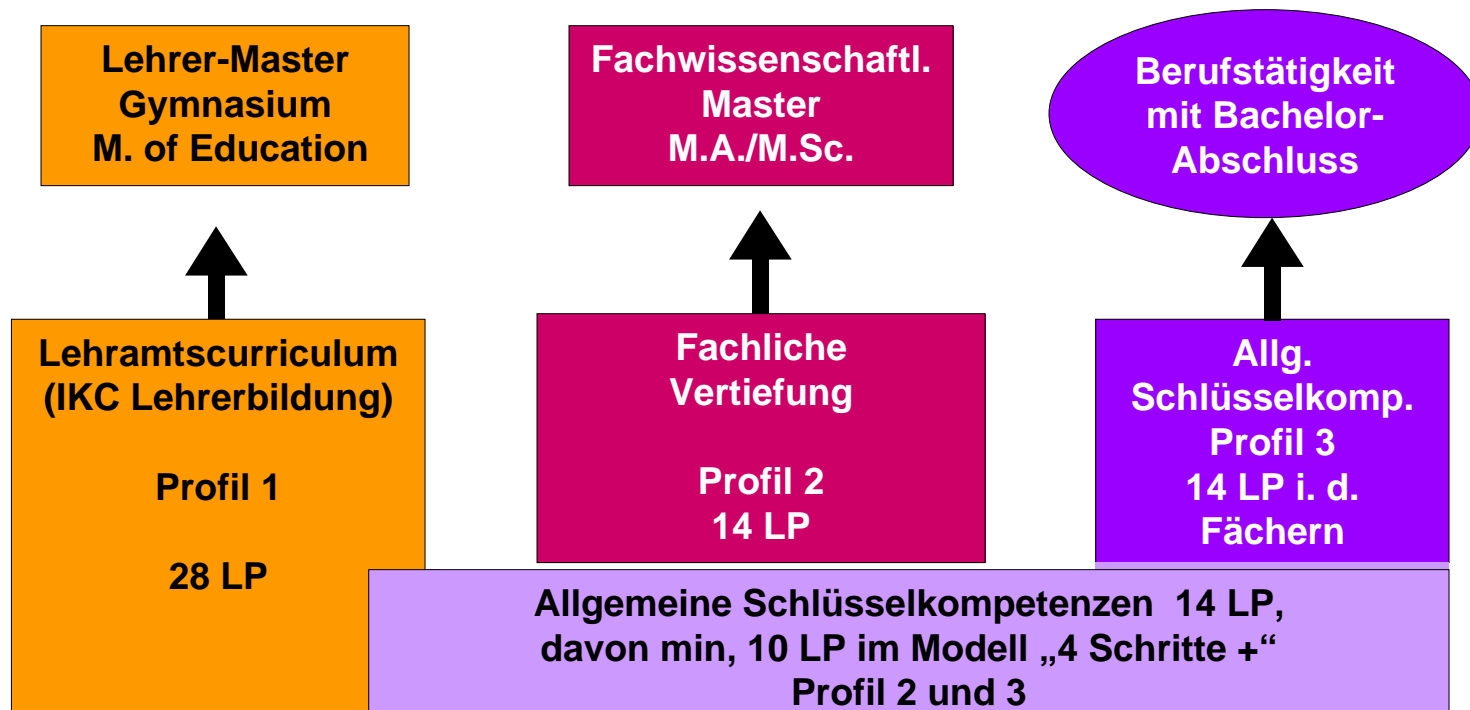 Lehrer-Master
Gymnasium
M. of Education
Fachwissenschaftl.
Master
M.A./M.Sc.
Berufstätigkeit
mit Bachelor-
Abschluss
Lehramtscurriculum
(IKC Lehrerbildung)
Profil 1
28 LP
Fachliche
Vertiefung
Profil 2
14 LP
Allg.
Schlüsselkomp.
Profil 3
14 LP i. d.
Fächern
Allgemeine Schlüsselkompetenzen 14 LP,
davon min, 10 LP im Modell „4 Schritte +“
Profil 2 und 3